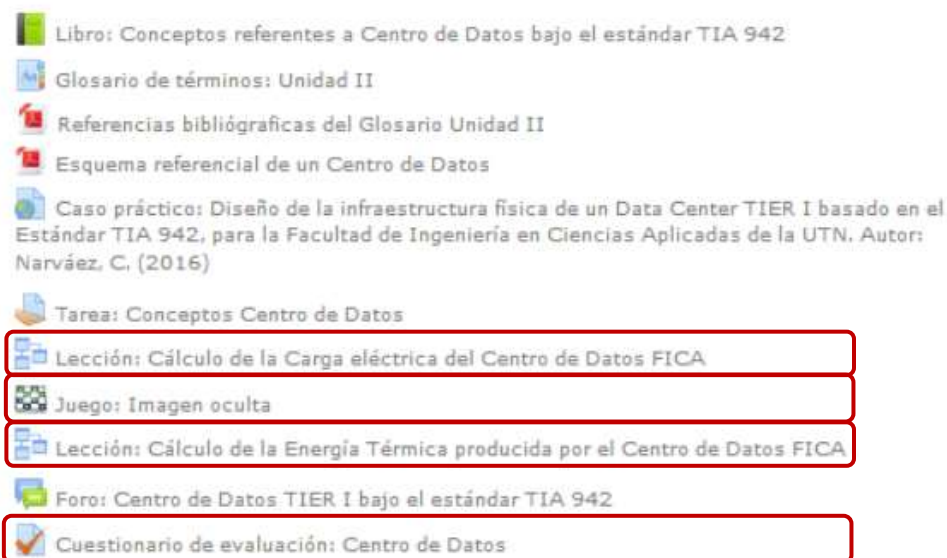 Libro: Conceptos referentes a Centro de Datos bajo el estándar TIA 942
Glosario de términos: Unidad II
Referencias bibliógraficas del Glosario Unidad II
Esquema referencial de un Centro de Datos
Caso práctico: Diseño de la infraestructura física de un Data Center TIER I basado en el
Estándar TIA 942, para la Facultad de Ingeniería en Ciencias Aplicadas de la UTN. Autor:
Narváez, C. (2016)
Tarea: Conceptos Centro de Datos
Lección: Cálculo de la Carga eléctrica del Centro de Datos FICA
Juego: Imagen oculta
Lección: Cálculo de la Energía Térmica producida por el Centro de Datos FICA
Foro: Centro de Datos TIER I bajo el estándar TIA 942
Cuestionario de evaluación: Centro de Datos